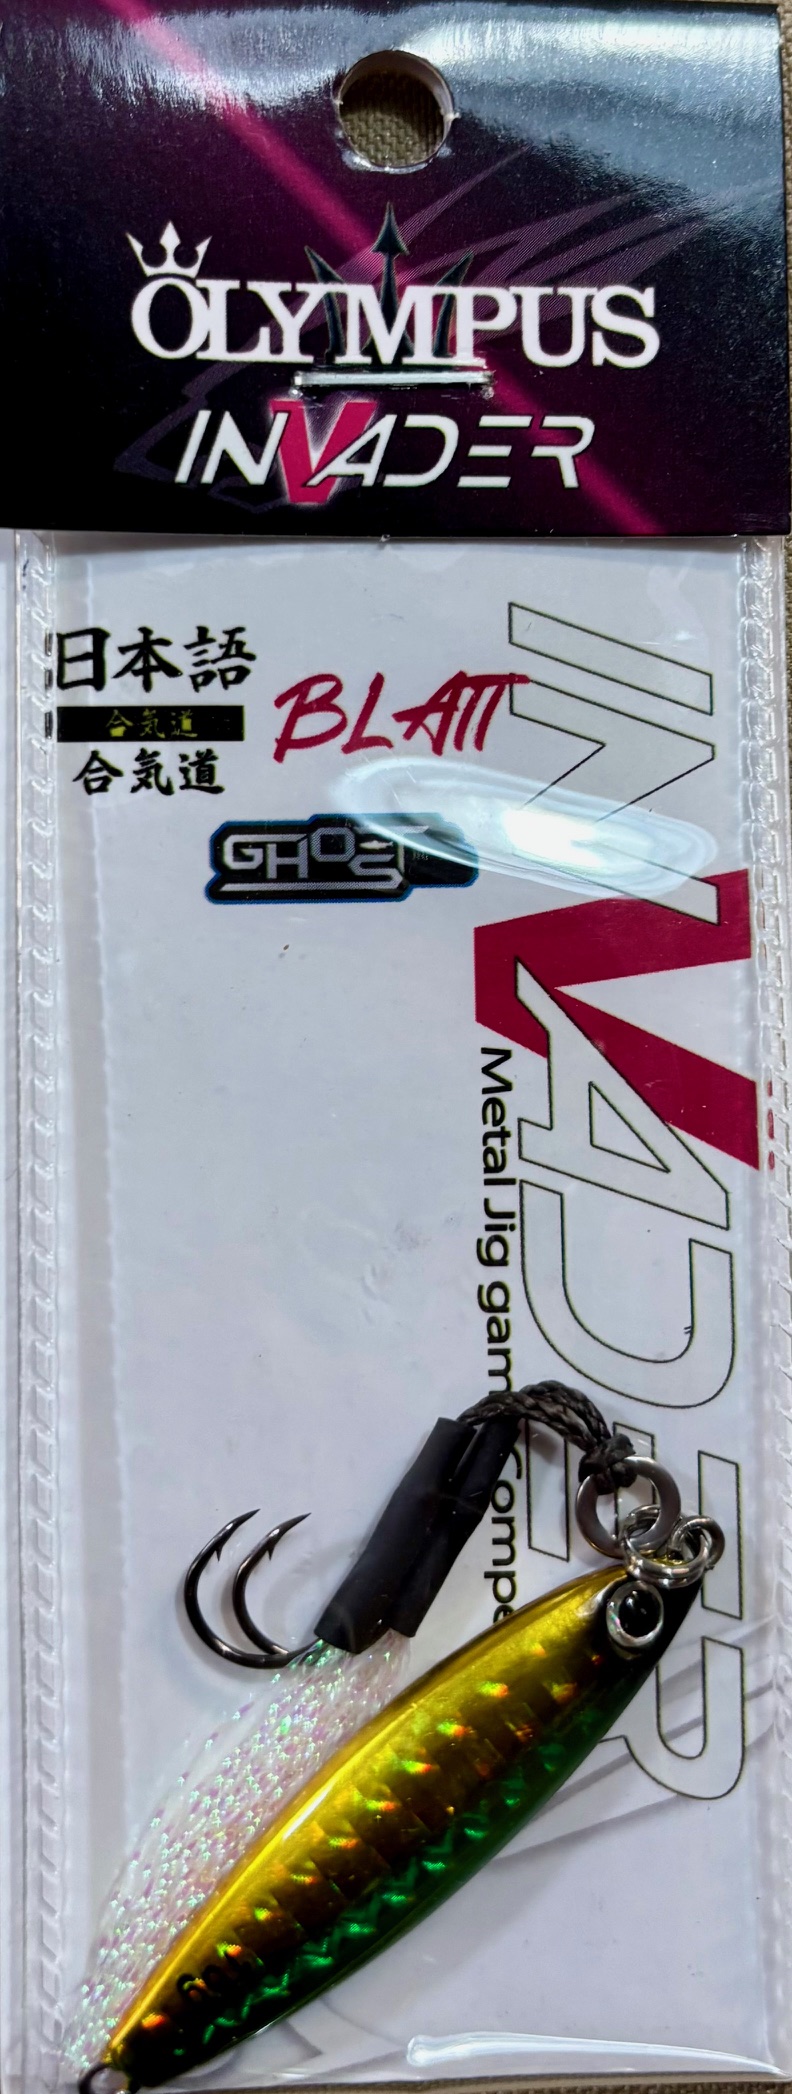 OLYMPUS
INVADER
日本語
合気道
合気道
BLATT
GHOST
INVADER
Metal Jig gam
Compe